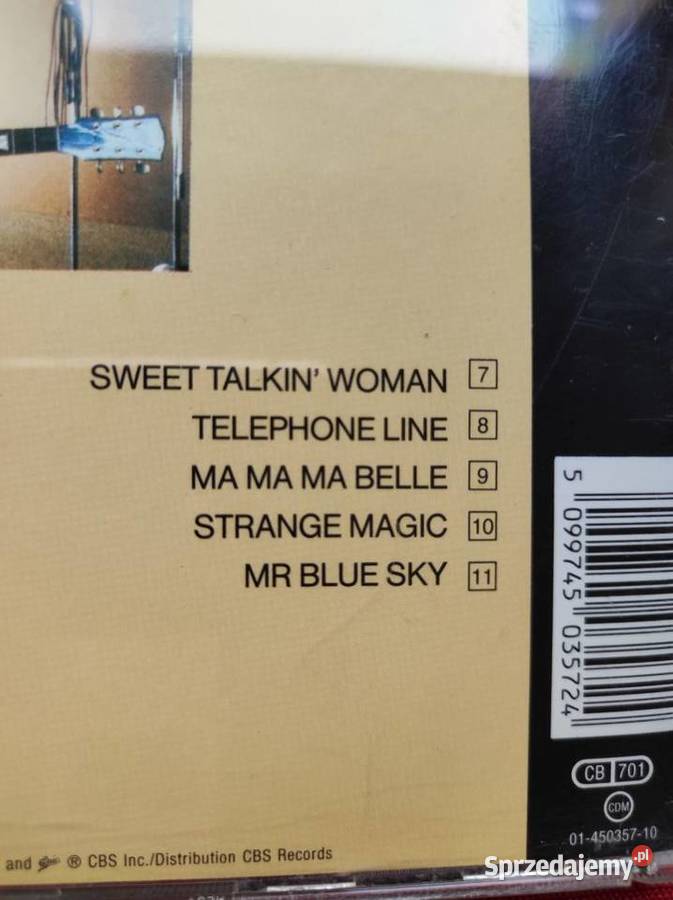 SWEET TALKIN' WOMAN 7
TELEPHONE LINE 8
MA MA MA BELLE 9
STRANGE MAGIC 10
MR BLUE SKY 11
5 099745 035724
CB 701
CDM
01-450357-10
and ® CBS Inc./Distribution CBS Records
Sprzedajemy.pl